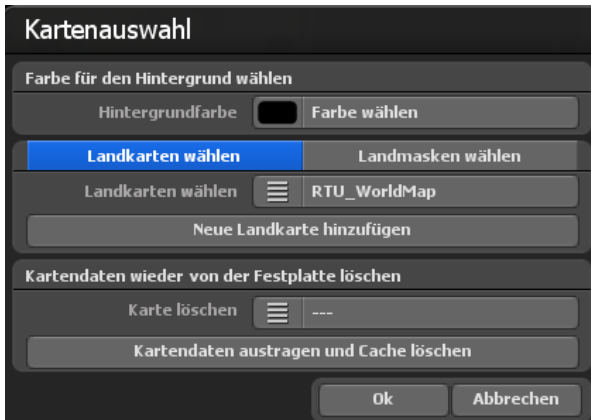 Kartenauswahl
Farbe für den Hintergrund wählen
Hintergrundfarbe Farbe wählen
Landkarten wählen Landmasken wählen
Landkarten wählen RTU_WorldMap
Neue Landkarte hinzufügen
Kartendaten wieder von der Festplatte löschen
Karte löschen ---
Kartendaten austragen und Cache löschen
Ok Abbrechen